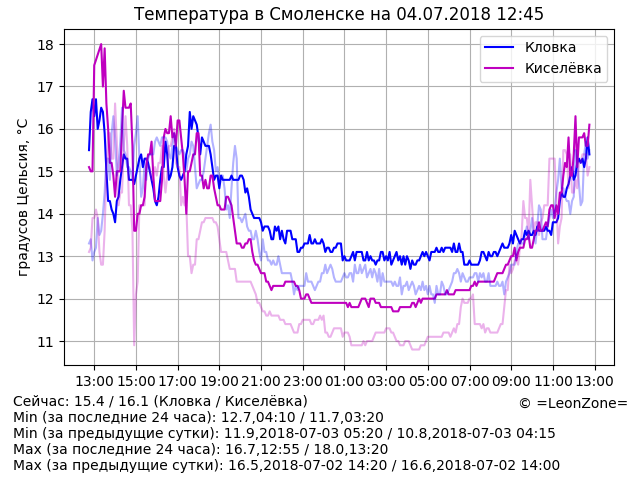 Температура в Смоленске на 04.07.2018 12:45
Кловка
Киселёвка
градусов Цельсия, °C
18
17
16
15
14
13
12
11
13:00 15:00 17:00 19:00 21:00 23:00 01:00 03:00 05:00 07:00 09:00 11:00 13:00
Сейчас: 15.4 / 16.1 (Кловка / Киселёвка)
© =LeonZone=
Min (за последние 24 часа): 12.7,04:10 / 11.7,03:20
Min (за предыдущие сутки): 11.9,2018-07-03 05:20 / 10.8,2018-07-03 04:15
Max (за последние 24 часа): 16.7,12:55 / 18.0,13:20
Max (за предыдущие сутки): 16.5,2018-07-02 14:20 / 16.6,2018-07-02 14:00